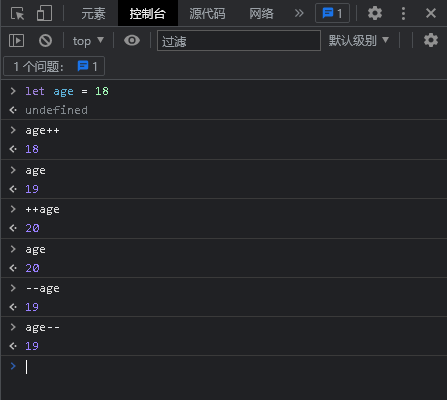 元素 控制台 源代码 网络 » 1
top ▼ 过滤 默认级别 ▼
1 个问题： 1
> let age = 18
<· undefined
> age++
<· 18
> age
<· 19
> ++age
<· 20
> age
<· 20
> --age
<· 19
> age--
<· 19
>